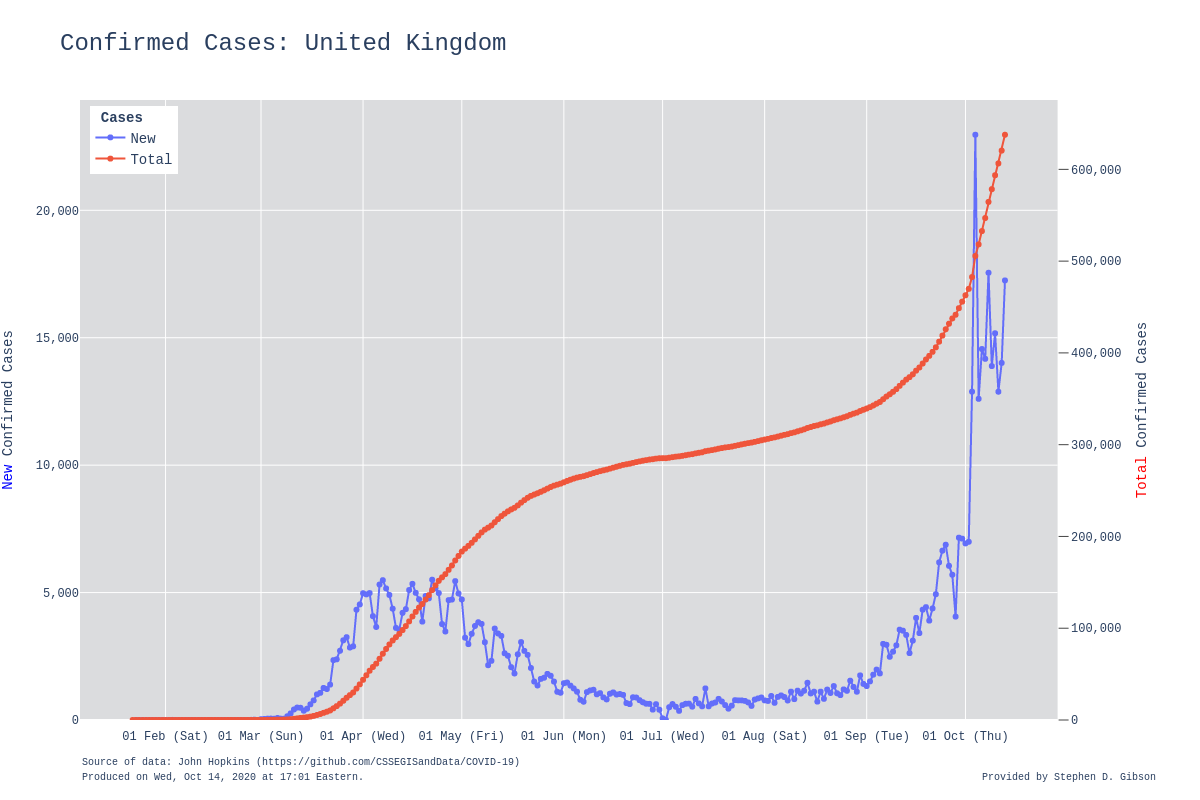 Confirmed Cases: United Kingdom
Cases
New
Total
20,000
15,000
10,000
5,000
0
New Confirmed Cases
600,000
500,000
400,000
300,000
200,000
100,000
0
Total Confirmed Cases
01 Feb (Sat) 01 Mar (Sun) 01 Apr (Wed) 01 May (Fri) 01 Jun (Mon) 01 Jul (Wed) 01 Aug (Sat) 01 Sep (Tue) 01 Oct (Thu)
Source of data: John Hopkins (https://github.com/CSSEGISandData/COVID-19)
Produced on Wed, Oct 14, 2020 at 17:01 Eastern.
Provided by Stephen D. Gibson